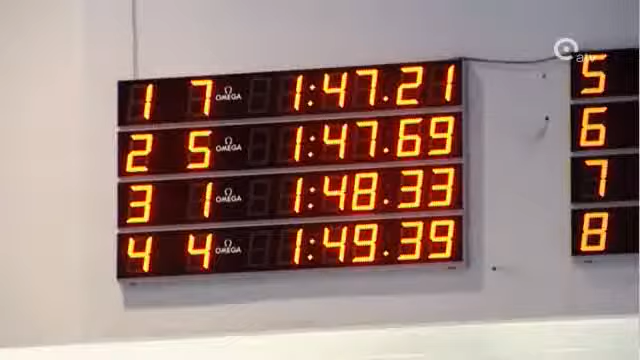 atv
1 7 Ω OMEGA 1:47.21
2 5 Ω OMEGA 1:47.69
3 1 Ω OMEGA 1:48.33
4 4 Ω OMEGA 1:49.39
5
6
7
8